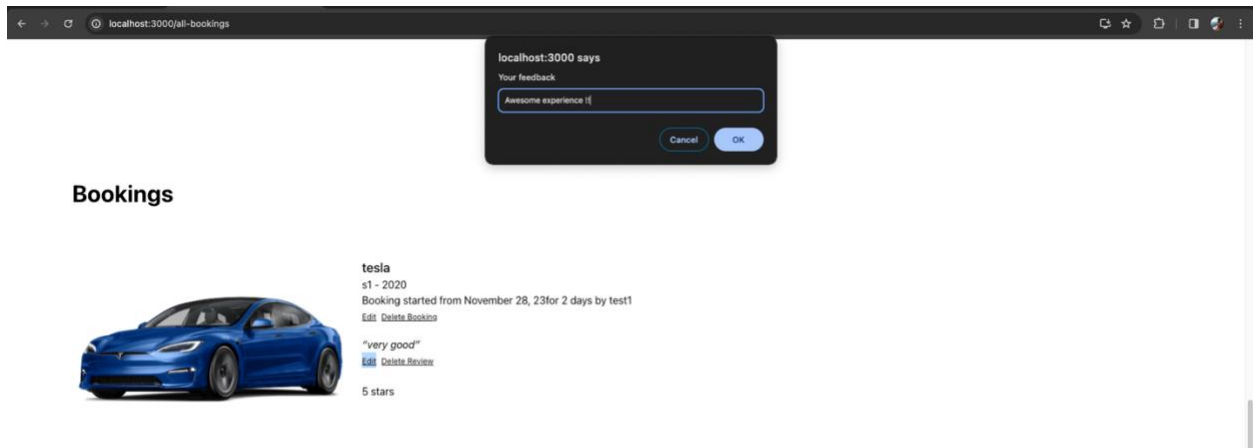 localhost:3000/all-bookings
localhost:3000 says
Your feedback
Awesome experience !!
Cancel OK
Bookings
tesla
s1 - 2020
Booking started from November 28, 23for 2 days by test1
Edit Delete Booking
"very good"
Edit Delete Review
5 stars